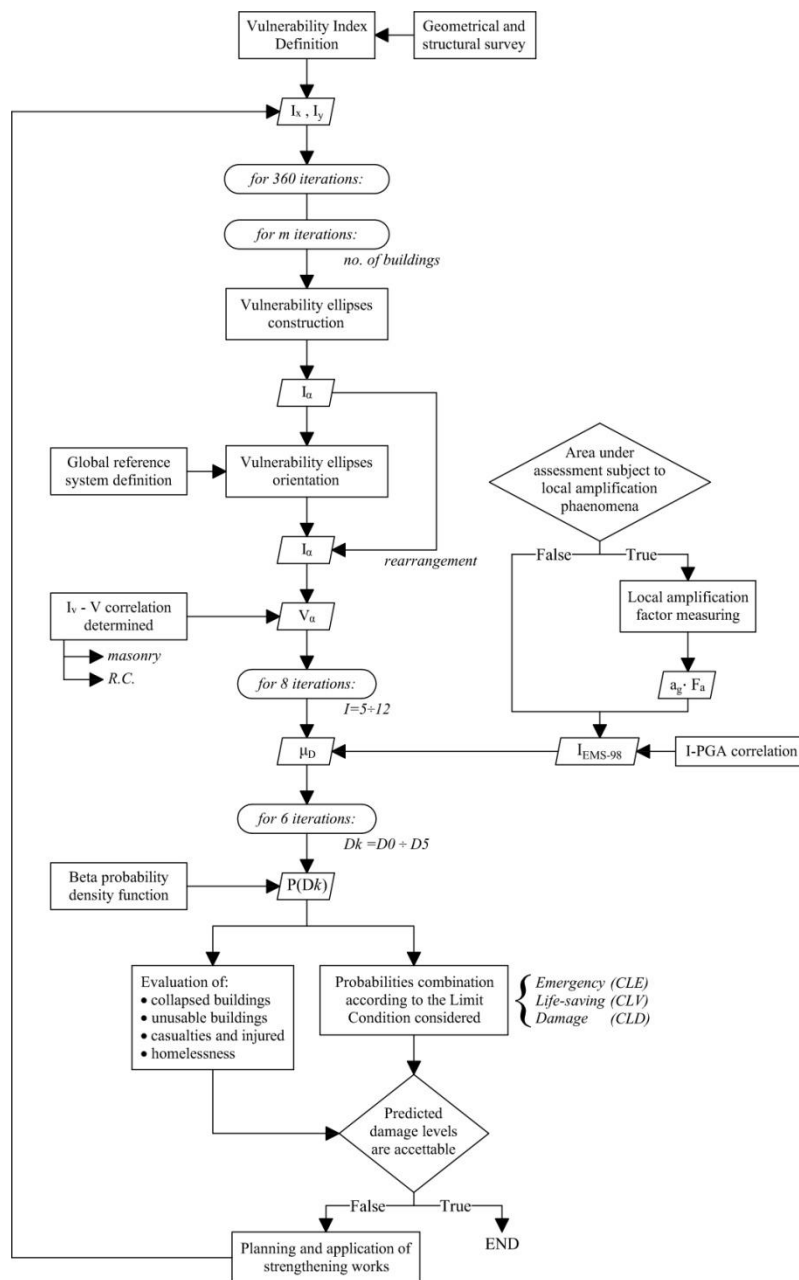 Vulnerability Index
Definition
Geometrical and
structural survey
Iₓ , Iᵧ
for 360 iterations:
for m iterations:
no. of buildings
Vulnerability ellipses
construction
Iα
Global reference
system definition
Vulnerability ellipses
orientation
Iα
rearrangement
Area under
assessment subject to
local amplification
phaenomena
False
True
Local amplification
factor measuring
Iv - V correlation
determined
masonry
R.C.
Vα
for 8 iterations:
I=5÷12
ag· Fa
μD
IEMS-98
I-PGA correlation
for 6 iterations:
Dk =D0 ÷ D5
Beta probability
density function
P(Dk)
Evaluation of:
• collapsed buildings
• unusable buildings
• casualties and injured
• homelessness
Probabilities combination
according to the Limit
Condition considered
Emergency (CLE)
Life-saving (CLV)
Damage (CLD)
Predicted
damage levels
are accettable
False
True
Planning and application of
strengthening works
END